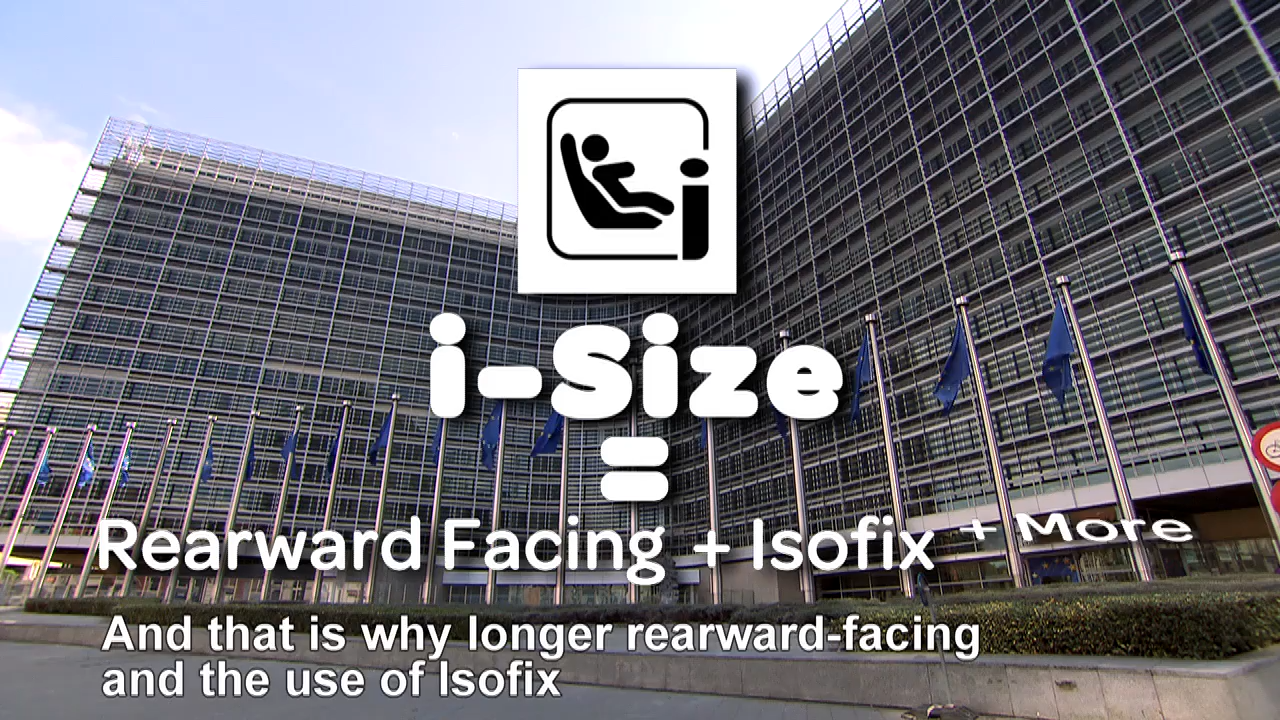 i
i-Size
=
Rearward Facing + Isofix + More
And that is why longer rearward-facing
and the use of Isofix